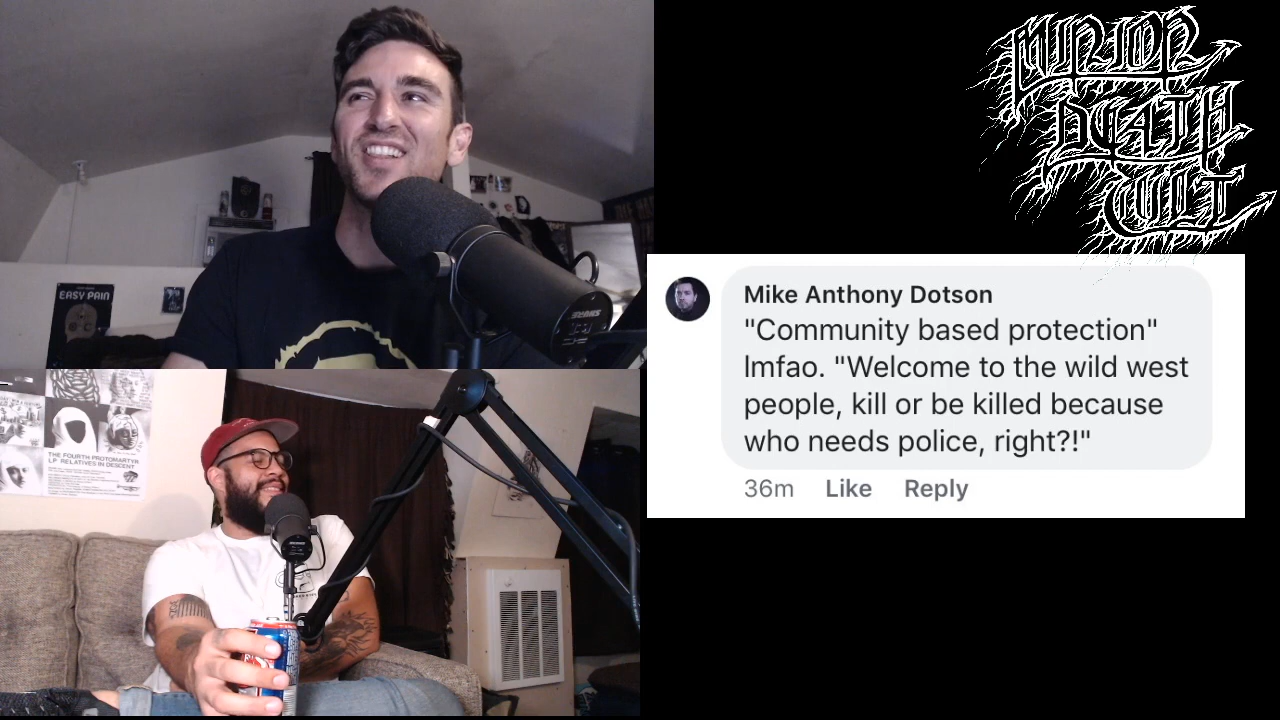 MINION
DEATH
CULT
EASY PAIN
THE FOURTH PROTOMARTYR
LP RELATIVES IN DESCENT
Mike Anthony Dotson
"Community based protection"
lmfao. "Welcome to the wild west
people, kill or be killed because
who needs police, right?!"
36m Like Reply